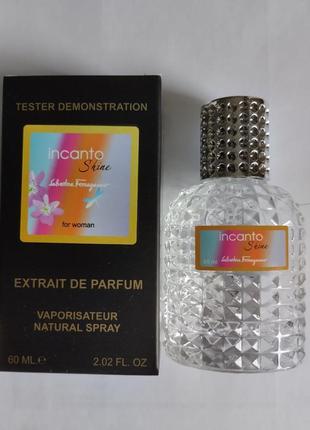 TESTER DEMONSTRATION
incanto
Shine
Salvatore Ferragamo
for woman
EXTRAIT DE PARFUM
VAPORISATEUR
NATURAL SPRAY
60 ML.e 2.02 FL. OZ
incanto
Shine
Salvatore Ferragamo